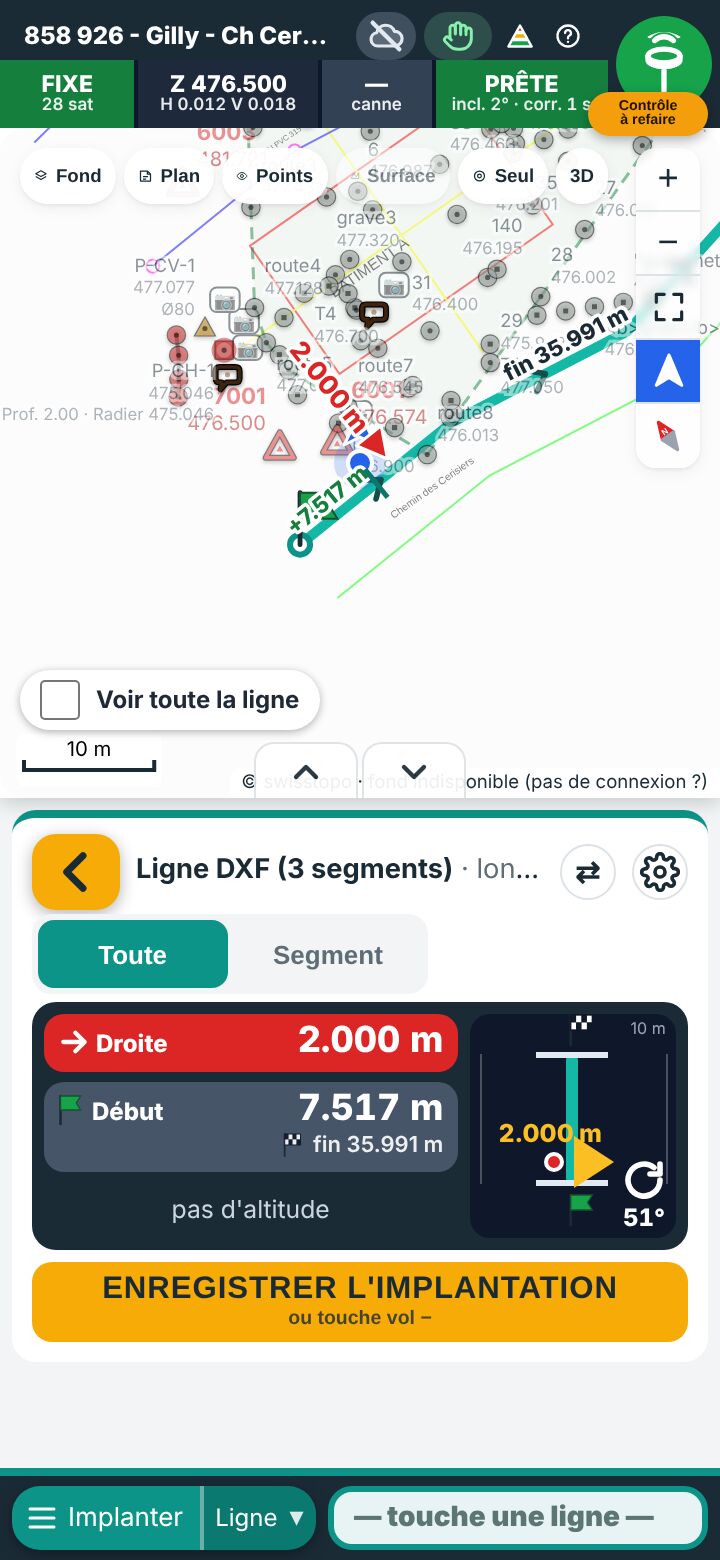 858 926 - Gilly - Ch Cer...
FIXE
28 sat
Z 476.500
H 0.012 V 0.018
—
canne
PRÊTE
incl. 2° · corr. 1 s
Contrôle
à refaire
Fond
Plan
Points
Surface
Seul
3D
6
476.201
grave3
477.320
140
476.195
P-CV-1
477.077
Ø80
route4
477.128
28
476.002
31
476.400
T4
476.700
29
fin 35.991 m
2.000 m
route7
P-CH-1
475.046
7001
476.500
Prof. 2.00 · Radier 475.046
476.574
route8
476.013
+7.517 m
Chemin des Cerisiers
Voir toute la ligne
10 m
© swisstopo · fond indisponible (pas de connexion ?)
Ligne DXF (3 segments) · lon...
Toute
Segment
Droite
2.000 m
Début
7.517 m
fin 35.991 m
pas d'altitude
10 m
2.000 m
51°
ENREGISTRER L'IMPLANTATION
ou touche vol −
Implanter
Ligne ▼
— touche une ligne —